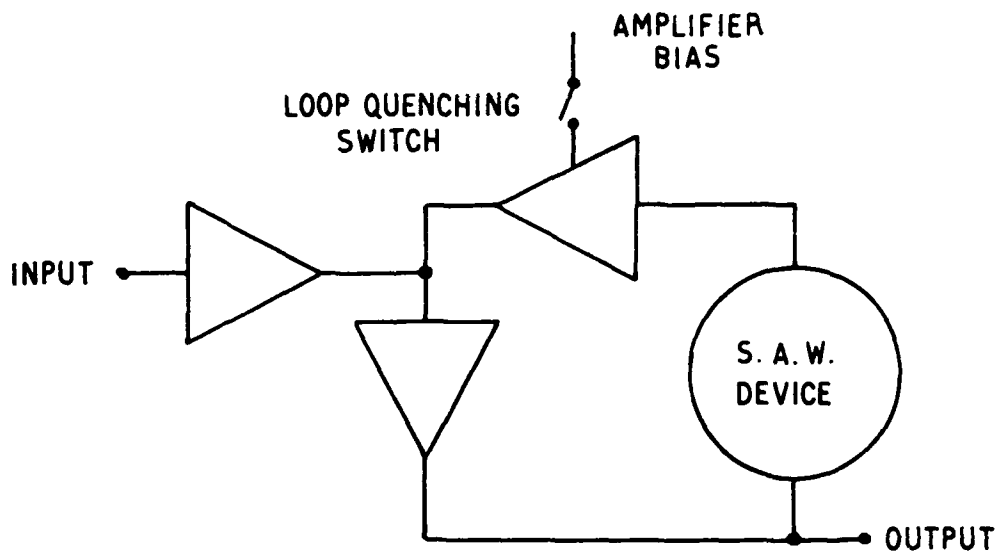 AMPLIFIER
BIAS
LOOP QUENCHING
SWITCH
INPUT
S. A. W.
DEVICE
OUTPUT